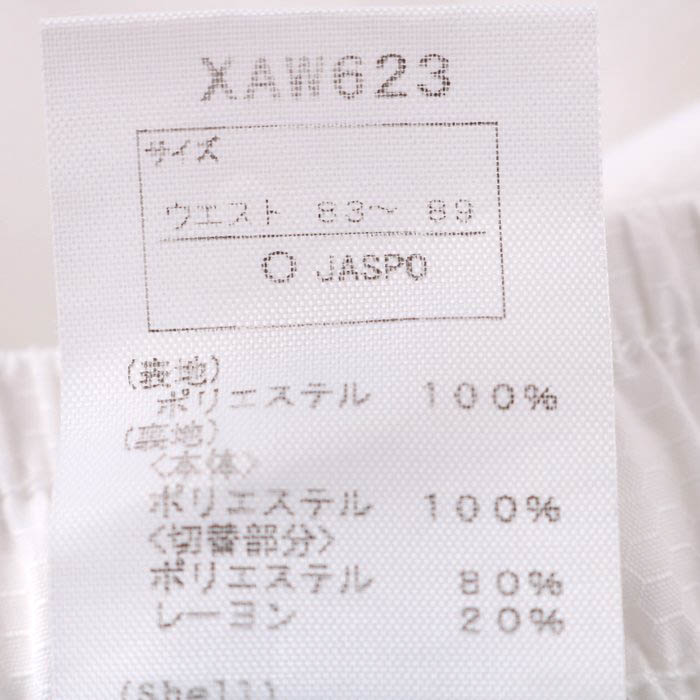 XAW623
サイズ
ウエスト 83〜 89
O JASPO
(表地)
ポリエステル 100%
(裏地)
<本体>
ポリエステル 100%
<切替部分>
ポリエステル 80%
レーヨン 20%
(Shell)